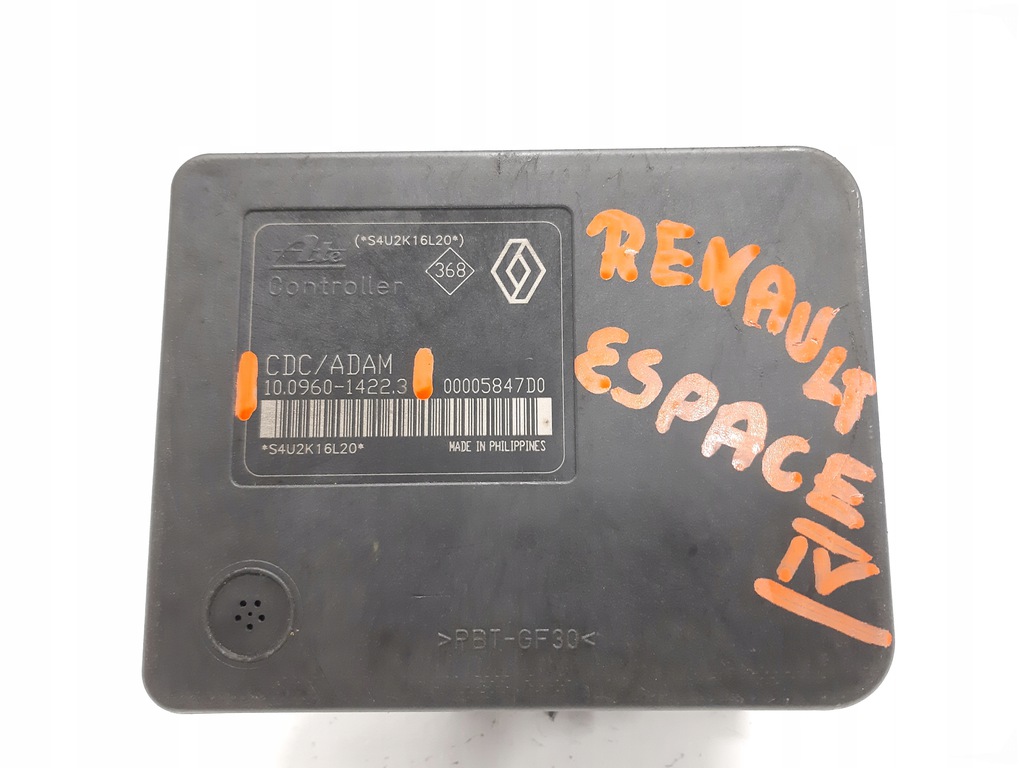 (*S4U2K16L20*)
Ate
368
Controller
CDC/ADAM
10.0960-1422.3 00005847D0
*S4U2K16L20*
MADE IN PHILIPPINES
RENAULT
ESPACE
IV
>PBT-GF30<